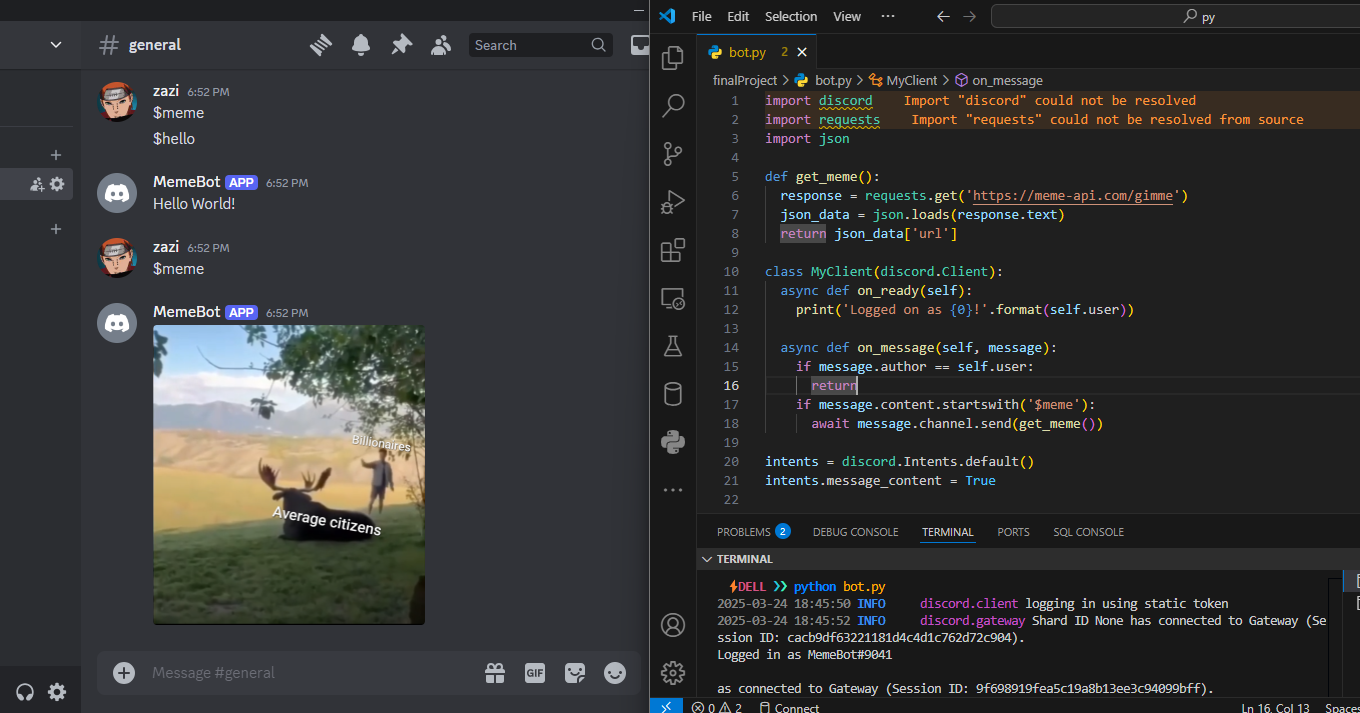 # general
Search
zazi 6:52 PM
$meme
$hello
MemeBot APP 6:52 PM
Hello World!
zazi 6:52 PM
$meme
MemeBot APP 6:52 PM
Billionaires
Average citizens
Message #general
GIF
File Edit Selection View ···
py
bot.py 2
finalProject > bot.py > MyClient > on_message
1 import discord Import "discord" could not be resolved
2 import requests Import "requests" could not be resolved from source
3 import json
4
5 def get_meme():
6 response = requests.get('https://meme-api.com/gimme')
7 json_data = json.loads(response.text)
8 return json_data['url']
9
10 class MyClient(discord.Client):
11 async def on_ready(self):
12 print('Logged on as {0}!'.format(self.user))
13
14 async def on_message(self, message):
15 if message.author == self.user:
16 return
17 if message.content.startswith('$meme'):
18 await message.channel.send(get_meme())
19
20 intents = discord.Intents.default()
21 intents.message_content = True
22
PROBLEMS 2 DEBUG CONSOLE TERMINAL PORTS SQL CONSOLE
TERMINAL
DELL python bot.py
2025-03-24 18:45:50 INFO discord.client logging in using static token
2025-03-24 18:45:52 INFO discord.gateway Shard ID None has connected to Gateway (Se
ssion ID: cacb9df63221181d4c4d1c762d72c904).
Logged in as MemeBot#9041
as connected to Gateway (Session ID: 9f698919fea5c19a8b13ee3c94099bff).
0 2 Connect Ln 16, Col 13 Spaces